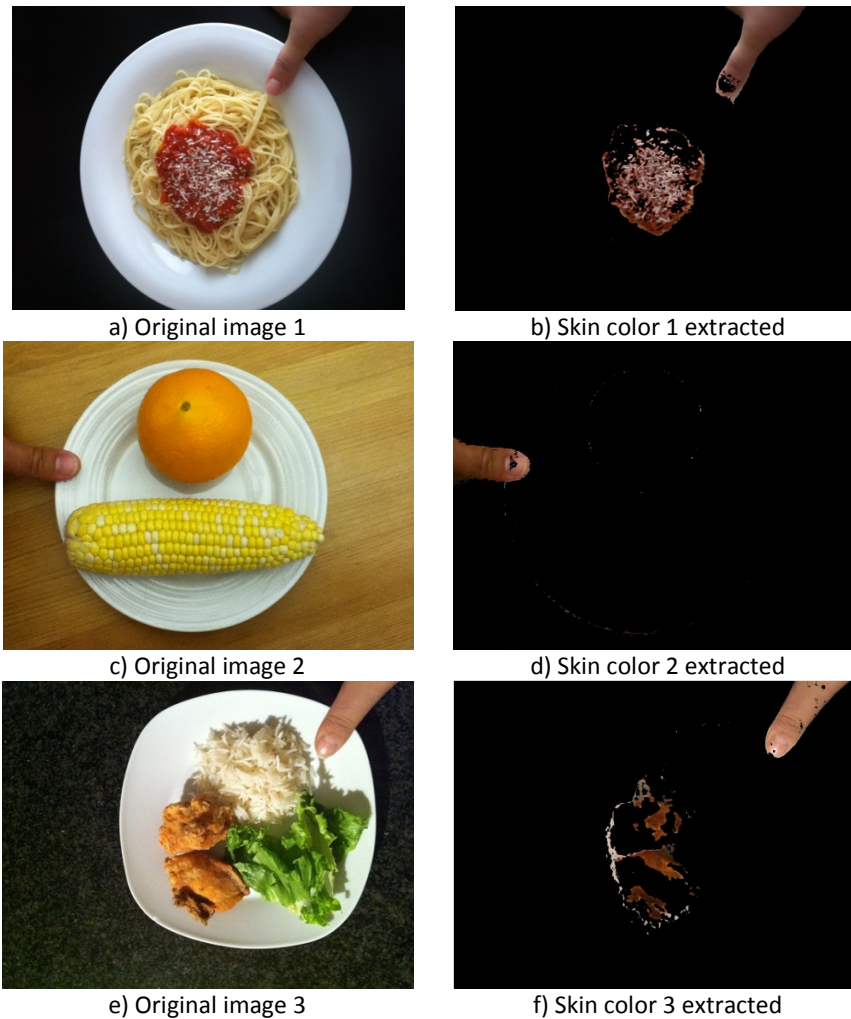 a) Original image 1
b) Skin color 1 extracted
c) Original image 2
d) Skin color 2 extracted
e) Original image 3
f) Skin color 3 extracted